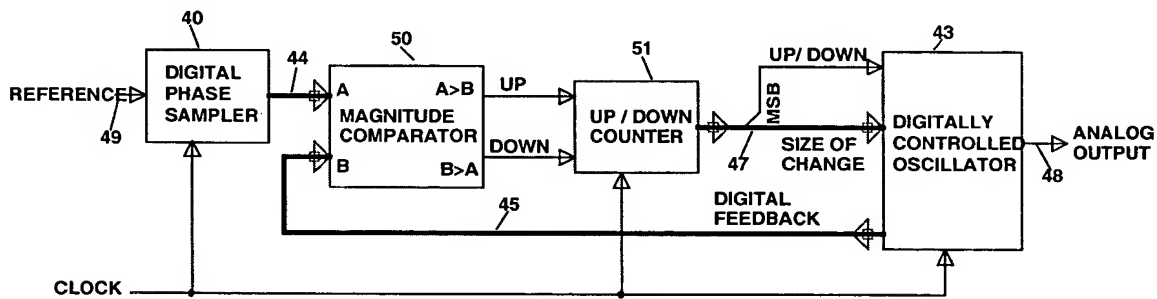 40
DIGITAL
PHASE
SAMPLER
REFERENCE
49
44
50
A
A>B
MAGNITUDE
COMPARATOR
B
B>A
UP
DOWN
51
UP / DOWN
COUNTER
MSB
UP/ DOWN
47
SIZE OF
CHANGE
43
DIGITALLY
CONTROLLED
OSCILLATOR
ANALOG
OUTPUT
48
45
DIGITAL
FEEDBACK
CLOCK